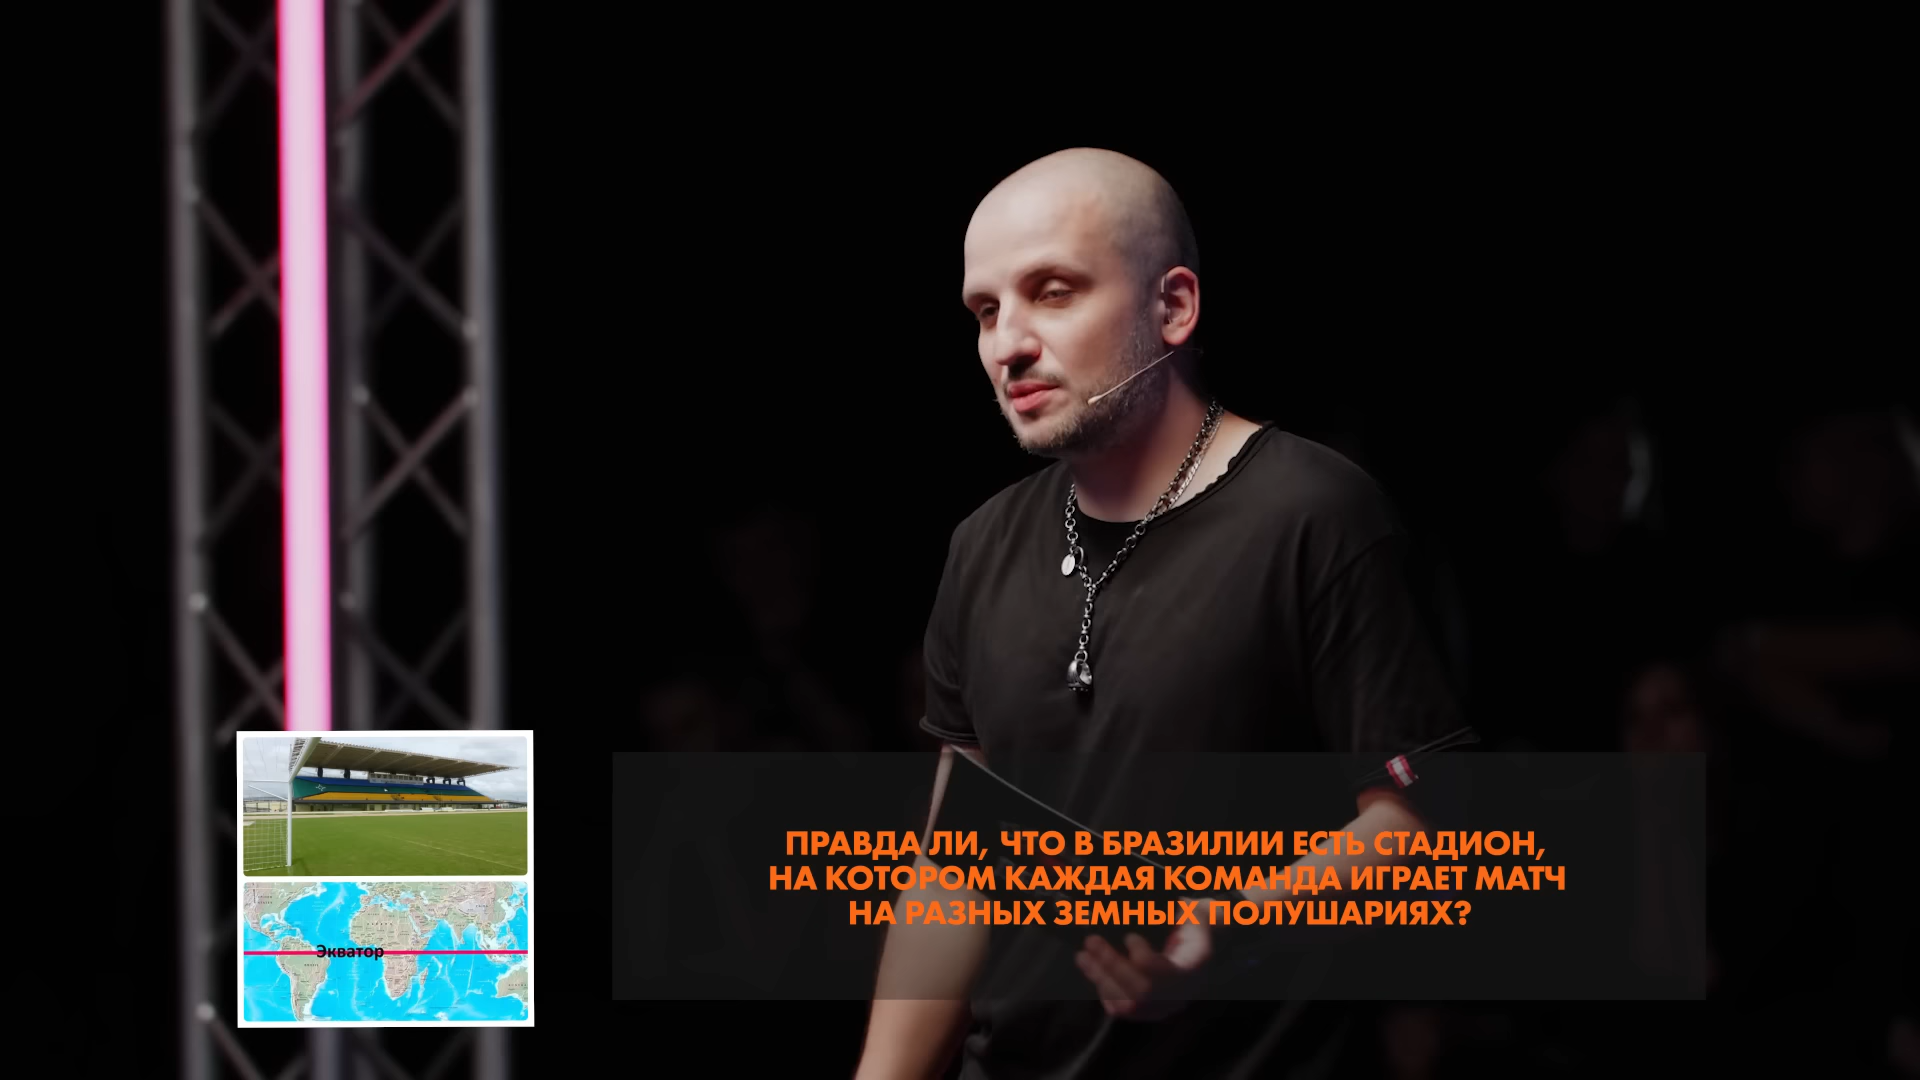 ПРАВДА ЛИ, ЧТО В БРАЗИЛИИ ЕСТЬ СТАДИОН,
НА КОТОРОМ КАЖДАЯ КОМАНДА ИГРАЕТ МАТЧ
НА РАЗНЫХ ЗЕМНЫХ ПОЛУШАРИЯХ?
Экватор